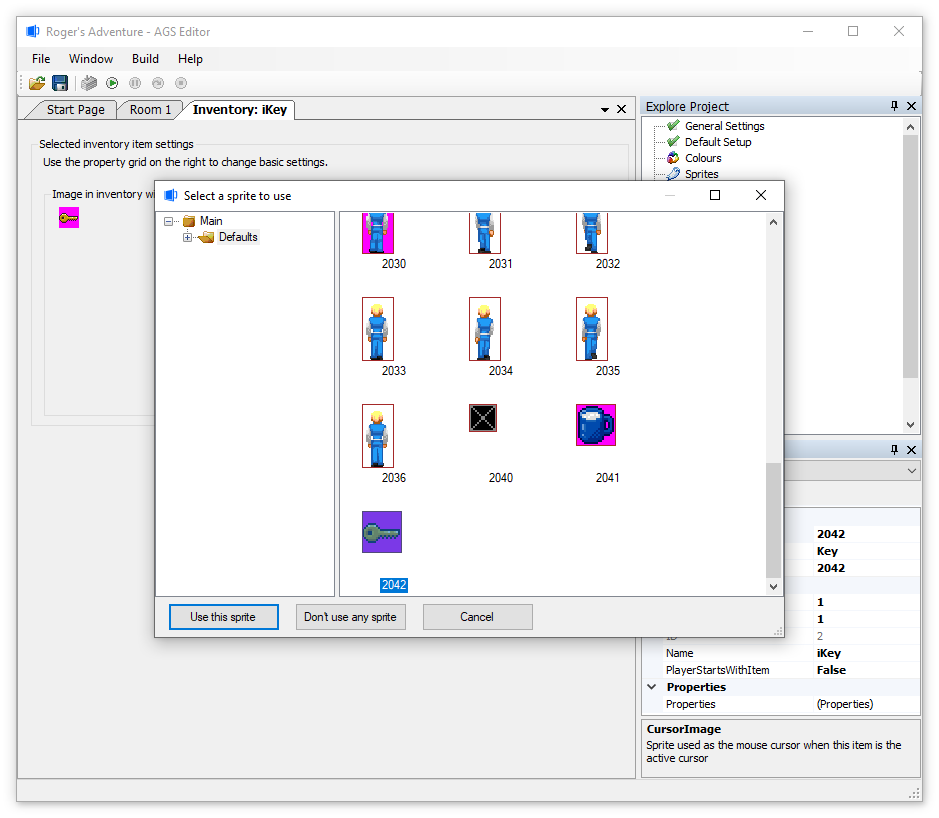 Roger's Adventure - AGS Editor
File Window Build Help
Start Page Room 1 Inventory: iKey
Explore Project
Selected inventory item settings
Use the property grid on the right to change basic settings.
Image in inventory
General Settings
Default Setup
Colours
Sprites
Select a sprite to use
Main
Defaults
2030 2031 2032
2033 2034 2035
2036 2040 2041
2042
Use this sprite Don't use any sprite Cancel
2042
Key
2042
1
1
2
Name iKey
PlayerStartsWithItem False
Properties
Properties (Properties)
CursorImage
Sprite used as the mouse cursor when this item is the
active cursor